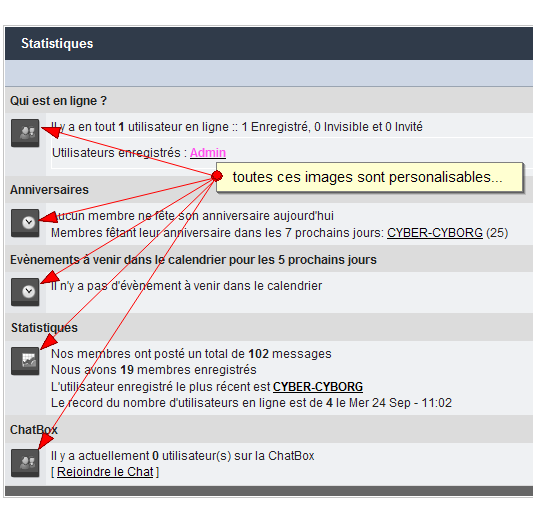 Statistiques
Qui est en ligne ?
Il y a en tout 1 utilisateur en ligne :: 1 Enregistré, 0 Invisible et 0 Invité
Utilisateurs enregistrés : Admin
toutes ces images sont personalisables...
Anniversaires
Aucun membre ne fête son anniversaire aujourd'hui
Membres fêtant leur anniversaire dans les 7 prochains jours: CYBER-CYBORG (25)
Evènements à venir dans le calendrier pour les 5 prochains jours
Il n'y a pas d'évènement à venir dans le calendrier
Statistiques
Nos membres ont posté un total de 102 messages
Nous avons 19 membres enregistrés
L'utilisateur enregistré le plus récent est CYBER-CYBORG
Le record du nombre d'utilisateurs en ligne est de 4 le Mer 24 Sep - 11:02
ChatBox
Il y a actuellement 0 utilisateur(s) sur la ChatBox
[ Rejoindre le Chat ]